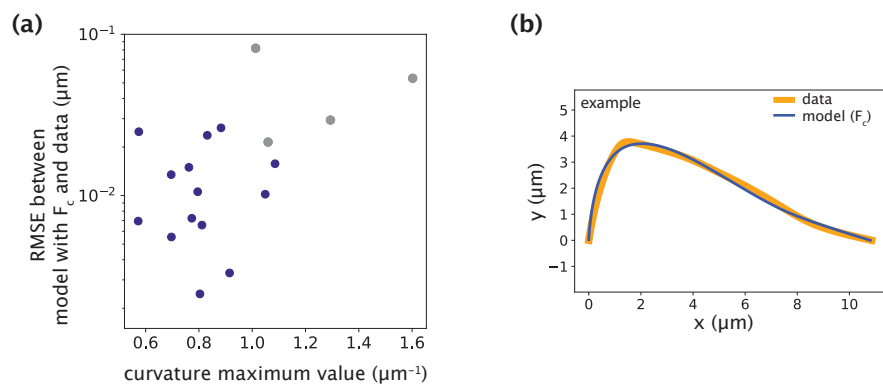 (a)
RMSE between
model with F_c and data (μm)
10⁻¹
10⁻²
0.6 0.8 1.0 1.2 1.4 1.6
curvature maximum value (μm⁻¹)
(b)
example
data
model (F_c)
y (μm)
5
4
3
2
1
0
−1
0 2 4 6 8 10
x (μm)